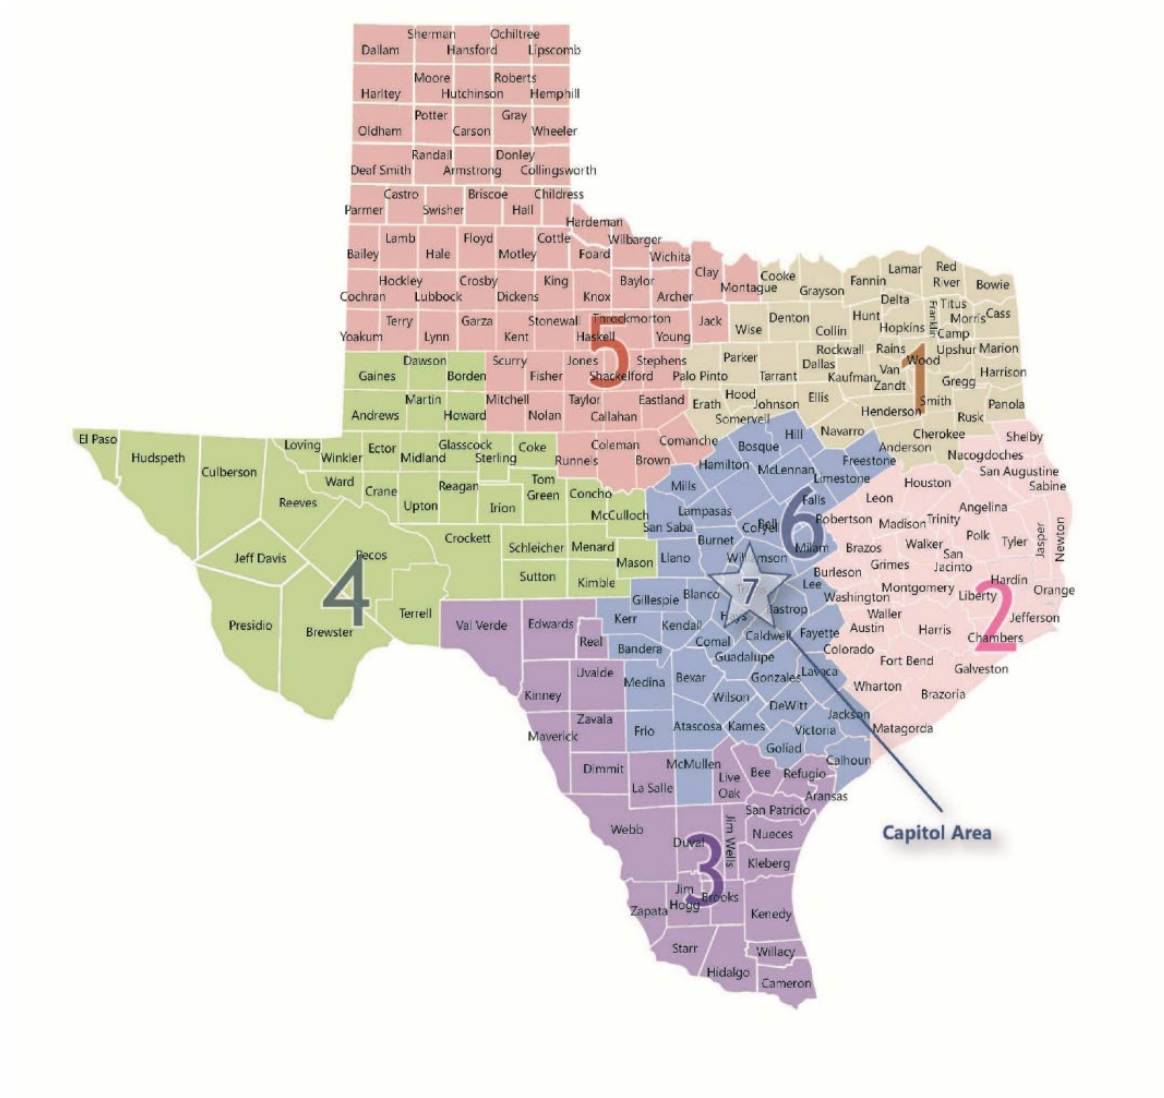 Sherman Ochiltree
Dallam Hansford Lipscomb
Moore Roberts
Hartley Hutchinson Hemphill
Potter Gray
Oldham Carson Wheeler
Randall Donley
Deaf Smith Armstrong Collingsworth
Castro Briscoe Childress
Parmer Swisher Hall
Hardeman
Lamb Floyd Cottle Wilbarger
Bailey Hale Motley Foard Wichita
Clay Cooke Lamar Red River
Hockley Crosby King Baylor Montague Grayson Fannin Bowie
Cochran Lubbock Dickens Knox Archer Delta Titus
Terry Garza Stonewall Throckmorton Jack Denton Hunt Franklin Morris Cass
Yoakum Lynn Kent Haskell Young Wise Collin Hopkins Camp
5
Dawson Scurry Jones Stephens Parker Rockwall Rains Wood Upshur Marion
Gaines Borden Fisher Shackelford Palo Pinto Tarrant Dallas Kaufman Van Zandt 1 Gregg Harrison
Martin Mitchell Taylor Eastland Hood Johnson Ellis Smith Panola
Andrews Howard Nolan Callahan Erath Somervell Henderson Rusk
El Paso Loving Ector Glasscock Coke Coleman Comanche Bosque Hill Navarro Anderson Cherokee Shelby
Hudspeth Culberson Winkler Midland Sterling Runnels Brown Hamilton McLennan Freestone Nacogdoches
Ward Crane Reagan Tom Green Concho Mills Limestone Leon Houston San Augustine Sabine
Reeves Upton Irion McCulloch Lampasas Falls Angelina
San Saba Bell Coryell 6 Robertson Madison Trinity
Crockett Schleicher Menard Burnet Milam Brazos Walker Polk Tyler Jasper Newton
Jeff Davis Pecos Mason Llano Williamson San Jacinto
Sutton Kimble Burleson Grimes Hardin
4 7 Lee Montgomery Liberty Orange
Gillespie Blanco Travis Washington
Presidio Brewster Terrell Hays Bastrop Waller 2 Jefferson
Val Verde Edwards Kerr Kendall Caldwell Fayette Austin Harris Chambers
Real Bandera Comal Colorado
Guadalupe Fort Bend Galveston
Uvalde Medina Bexar Gonzales Lavaca
Kinney Wilson Wharton Brazoria
DeWitt Jackson
Zavala Frio Atascosa Karnes Victoria Matagorda
Maverick
Goliad Calhoun
Dimmit McMullen Bee Refugio
La Salle Live Oak Aransas
San Patricio
Webb Duval Jim Wells Nueces Capitol Area
3 Kleberg
Jim Hogg Brooks
Zapata Kenedy
Starr Willacy
Hidalgo Cameron